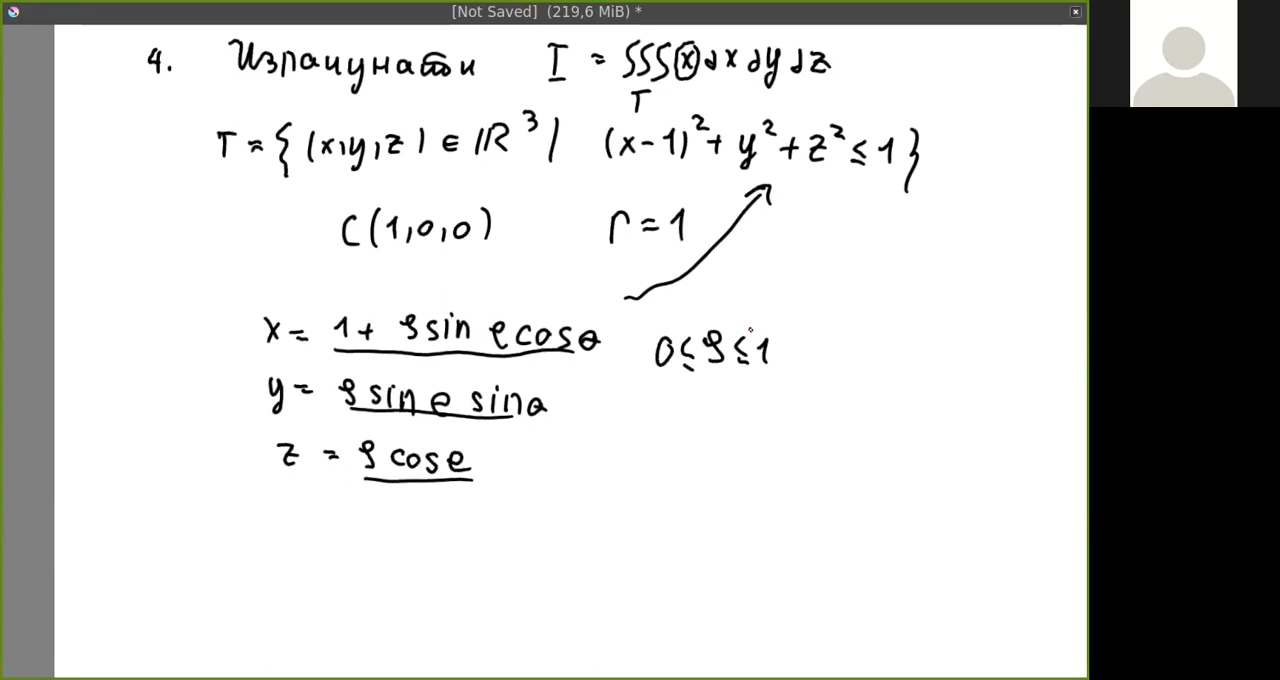 [Not Saved] (219,6 MiB) *
4. Израчунати I = ∫∫∫ x dx dy dz
T
T = { (x,y,z) ∈ ℝ³ | (x-1)² + y² + z² ≤ 1 }
C(1,0,0) r = 1
x = 1 + ρ sin φ cos θ 0 ≤ ρ ≤ 1
y = ρ sin φ sin θ
z = ρ cos φ